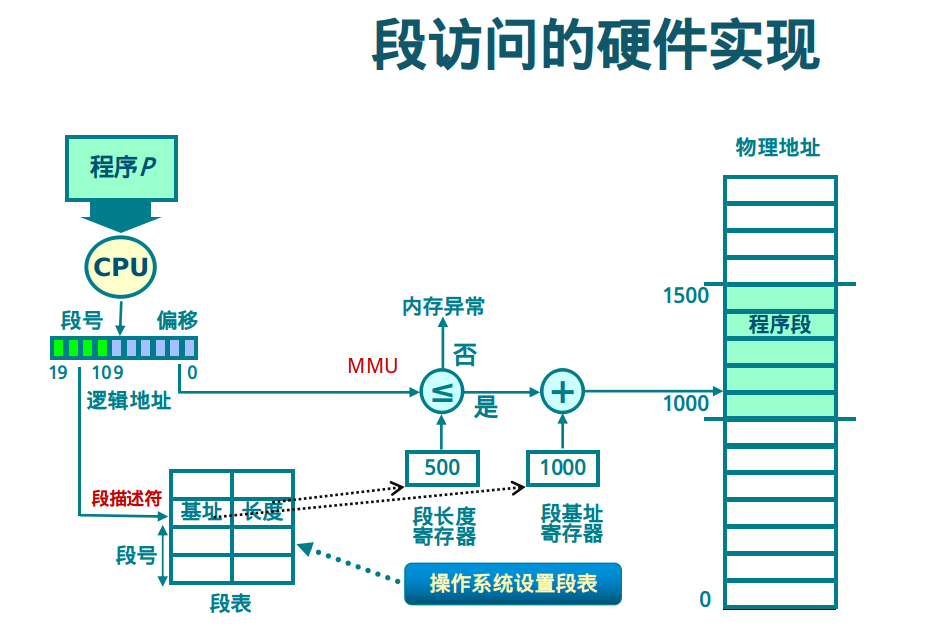 段访问的硬件实现
物理地址
程序P
CPU
段号
偏移
19
10
9
0
逻辑地址
MMU
内存异常
否
≤
是
+
1500
程序段
1000
500
1000
段长度
寄存器
段基址
寄存器
段描述符
基址
长度
段号
段表
操作系统设置段表
0